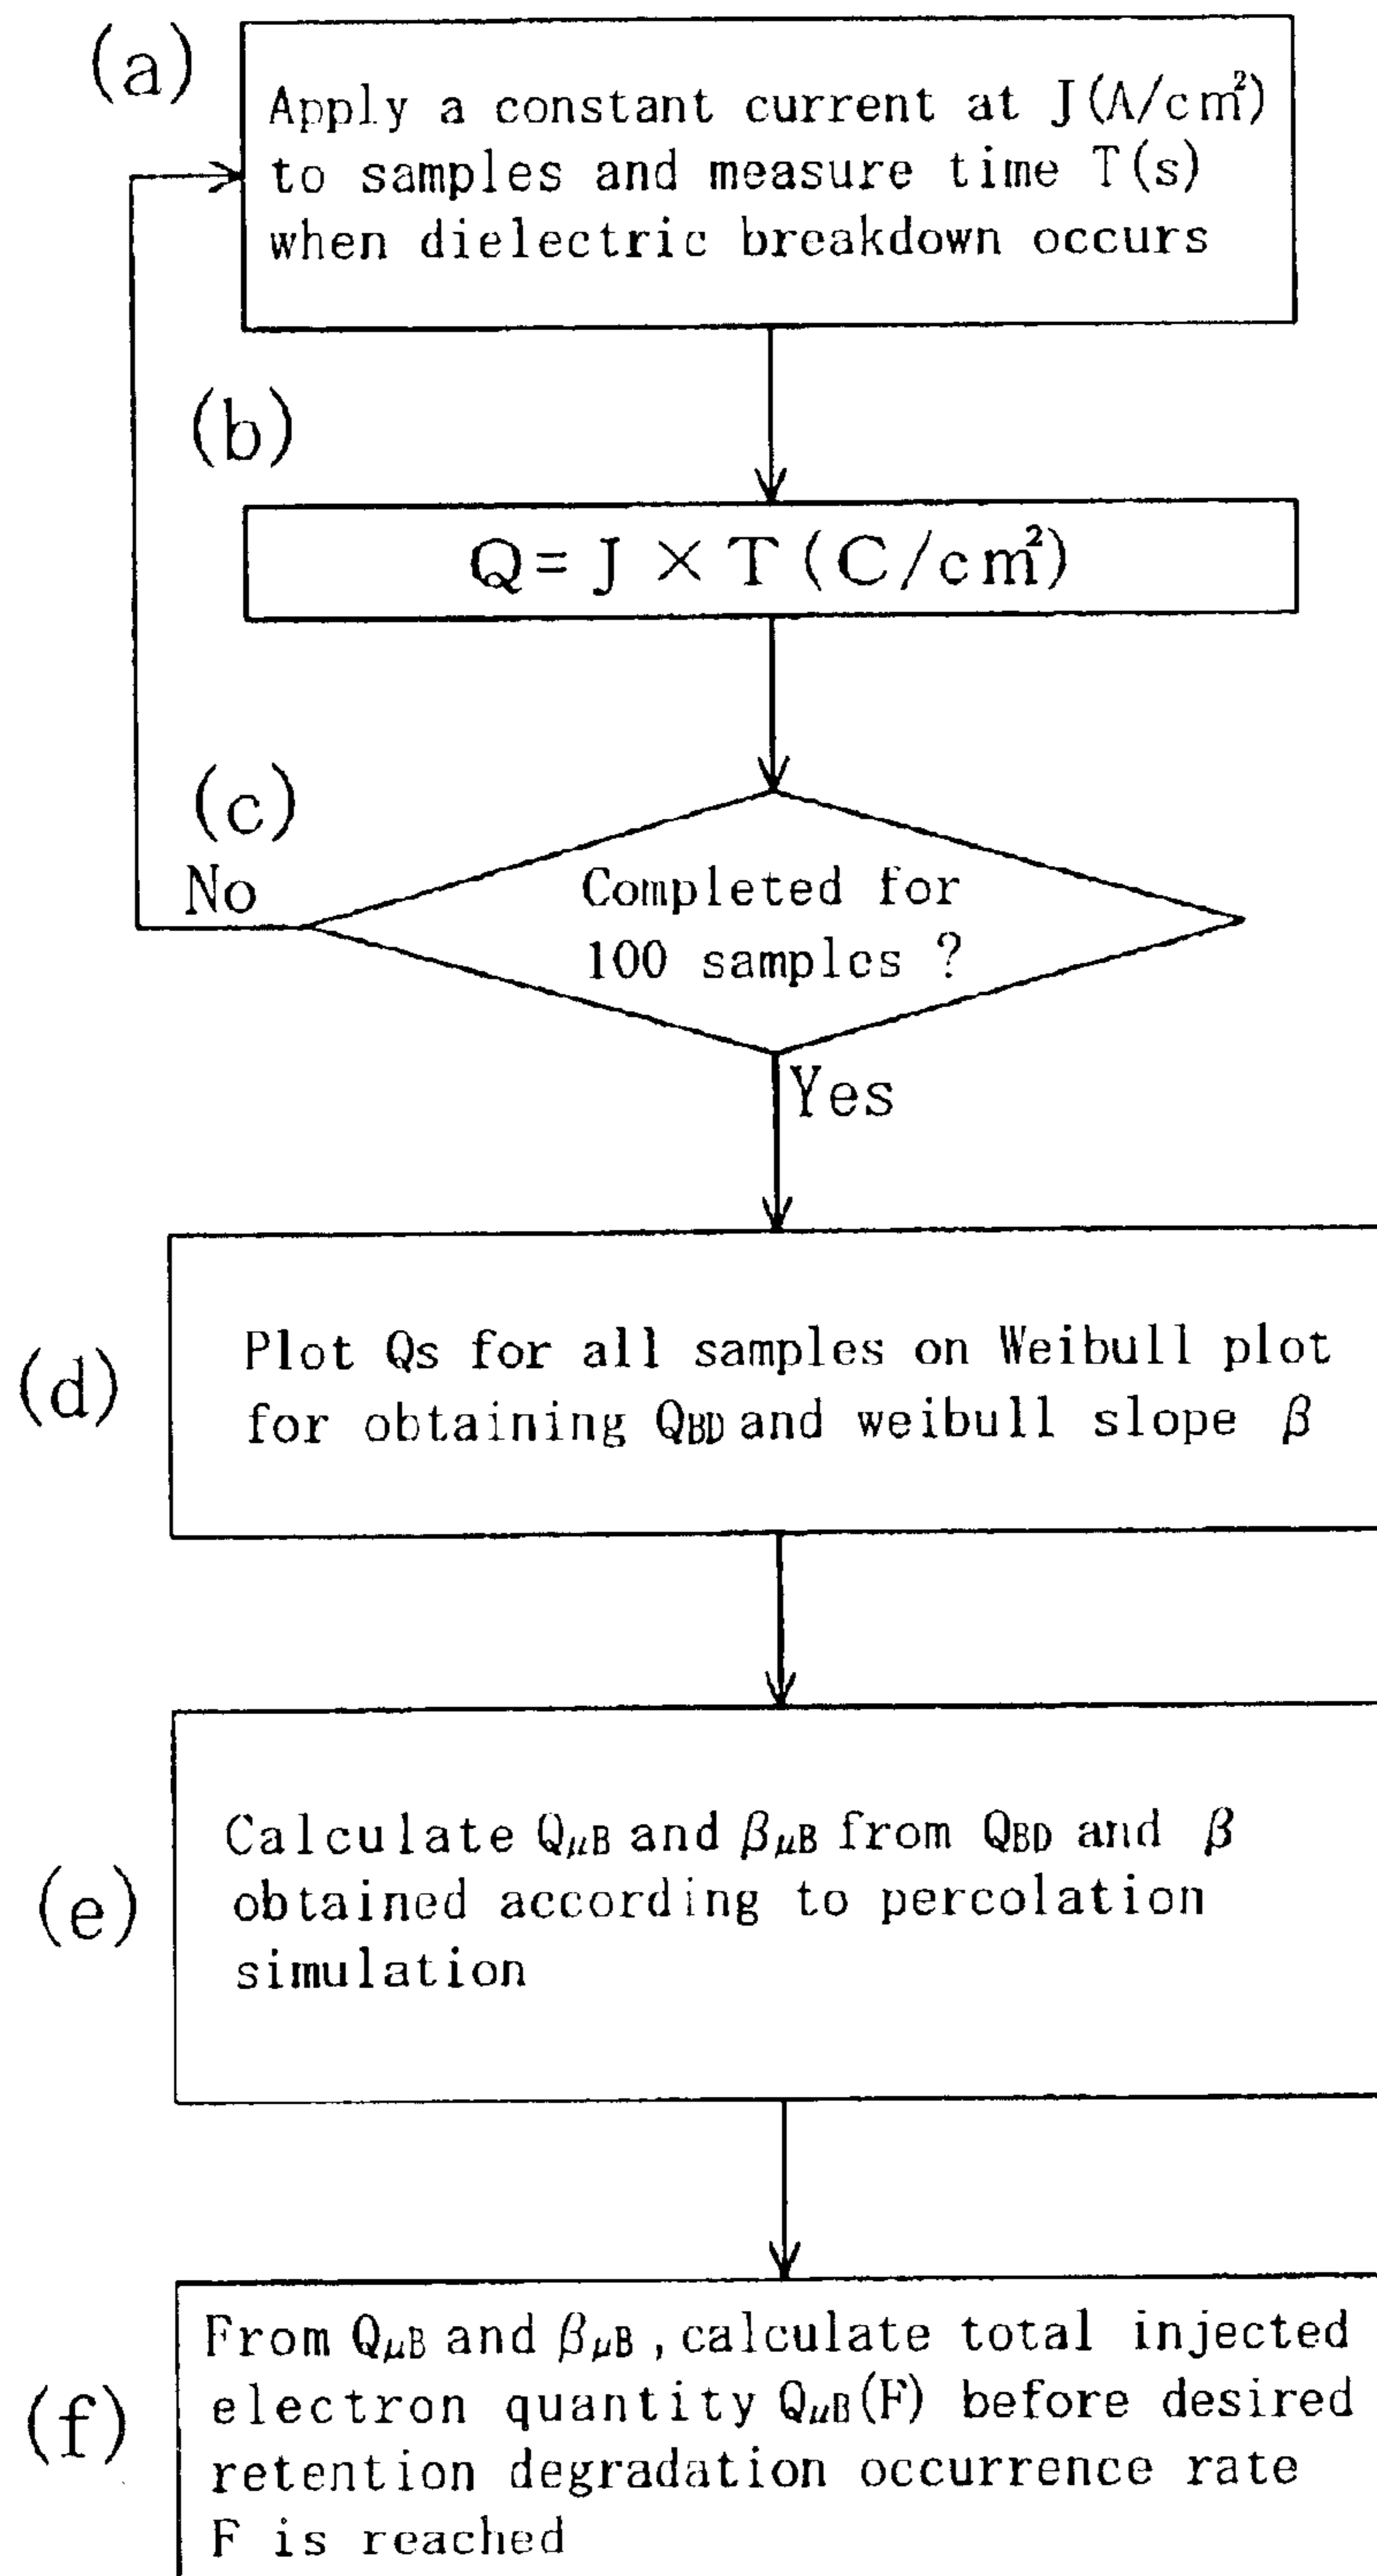 (a)
Apply a constant current at J(A/cm²)
to samples and measure time T(s)
when dielectric breakdown occurs
(b)
Q=J×T(C/cm²)
(c)
No
Completed for
100 samples ?
Yes
(d)
Plot Qs for all samples on Weibull plot
for obtaining QBD and weibull slope β
(e)
Calculate QμB and βμB from QBD and β
obtained according to percolation
simulation
(f)
From QμB and βμB, calculate total injected
electron quantity QμB(F) before desired
retention degradation occurrence rate
F is reached